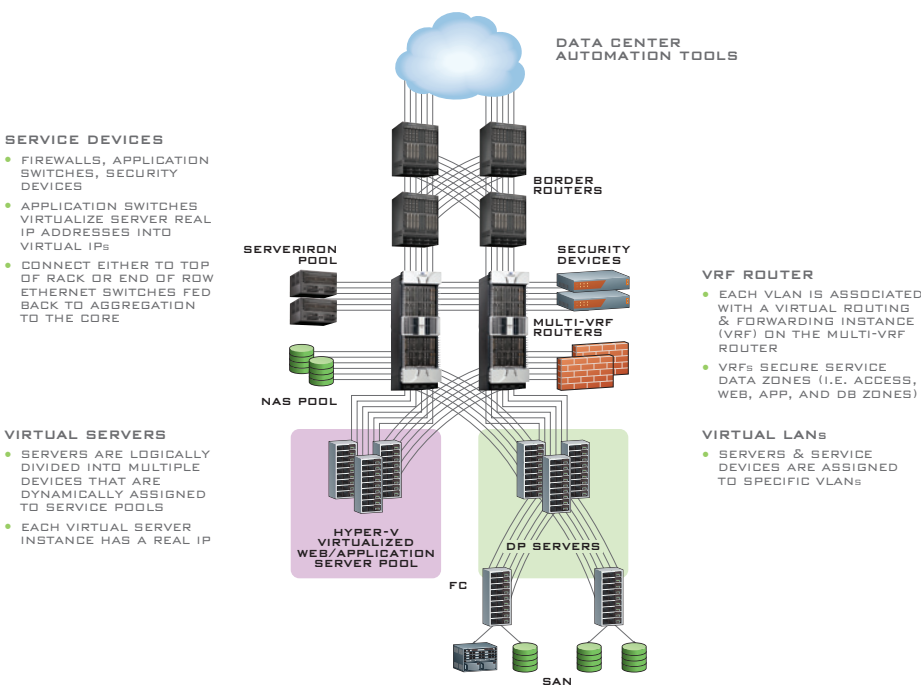 DATA CENTER
AUTOMATION TOOLS
SERVICE DEVICES
• FIREWALLS, APPLICATION
SWITCHES, SECURITY
DEVICES
• APPLICATION SWITCHES
VIRTUALIZE SERVER REAL
IP ADDRESSES INTO
VIRTUAL IPs
• CONNECT EITHER TO TOP
OF RACK OR END OF ROW
ETHERNET SWITCHES FED
BACK TO AGGREGATION
TO THE CORE
VIRTUAL SERVERS
• SERVERS ARE LOGICALLY
DIVIDED INTO MULTIPLE
DEVICES THAT ARE
DYNAMICALLY ASSIGNED
TO SERVICE POOLS
• EACH VIRTUAL SERVER
INSTANCE HAS A REAL IP
BORDER
ROUTERS
SERVERIRON
POOL
SECURITY
DEVICES
MULTI-VRF
ROUTERS
NAS POOL
HYPER-V
VIRTUALIZED
WEB/APPLICATION
SERVER POOL
DP SERVERS
FC
SAN
VRF ROUTER
• EACH VLAN IS ASSOCIATED
WITH A VIRTUAL ROUTING
& FORWARDING INSTANCE
(VRF) ON THE MULTI-VRF
ROUTER
• VRFs SECURE SERVICE
DATA ZONES (I.E. ACCESS,
WEB, APP, AND DB ZONES)
VIRTUAL LANs
• SERVERS & SERVICE
DEVICES ARE ASSIGNED
TO SPECIFIC VLANs